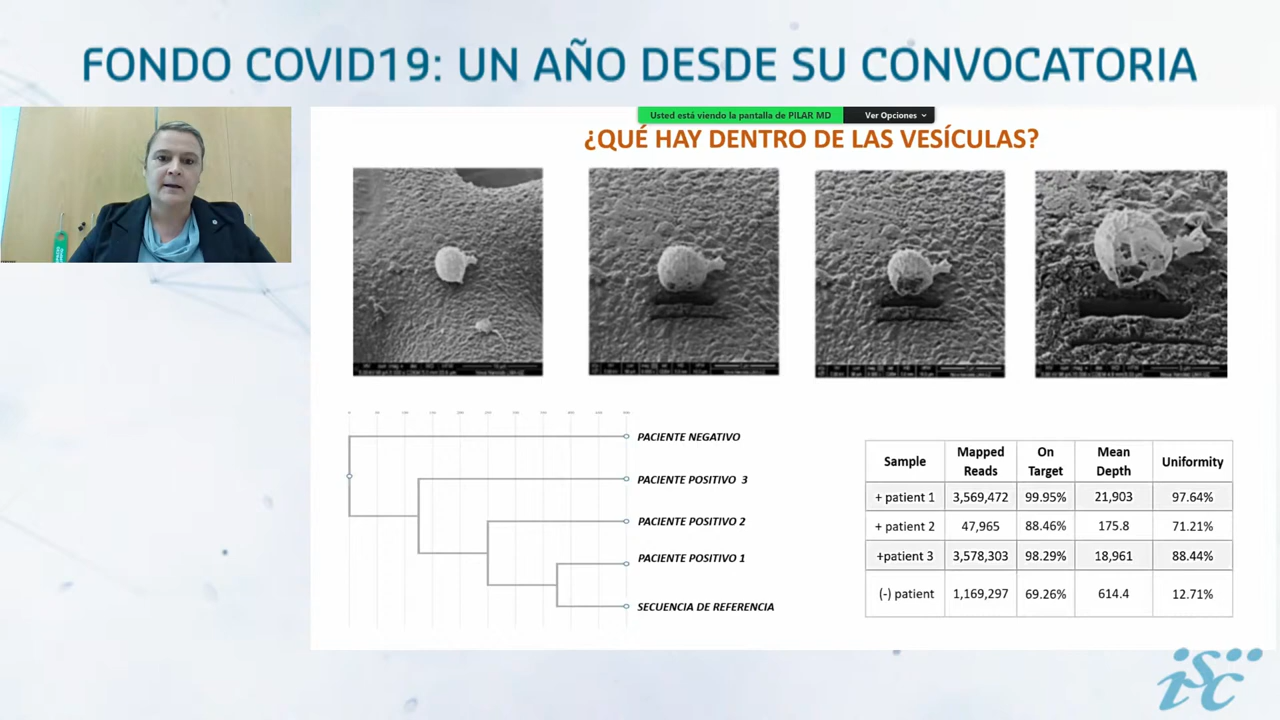 FONDO COVID19: UN AÑO DESDE SU CONVOCATORIA
Usted está viendo la pantalla de PILAR MD
Ver Opciones
¿QUÉ HAY DENTRO DE LAS VESÍCULAS?
PACIENTE NEGATIVO
PACIENTE POSITIVO 3
PACIENTE POSITIVO 2
PACIENTE POSITIVO 1
SECUENCIA DE REFERENCIA
Sample Mapped Reads On Target Mean Depth Uniformity
+ patient 1 3,569,472 99.95% 21,903 97.64%
+ patient 2 47,965 88.46% 175.8 71.21%
+patient 3 3,578,303 98.29% 18,961 88.44%
(-) patient 1,169,297 69.26% 614.4 12.71%
isc